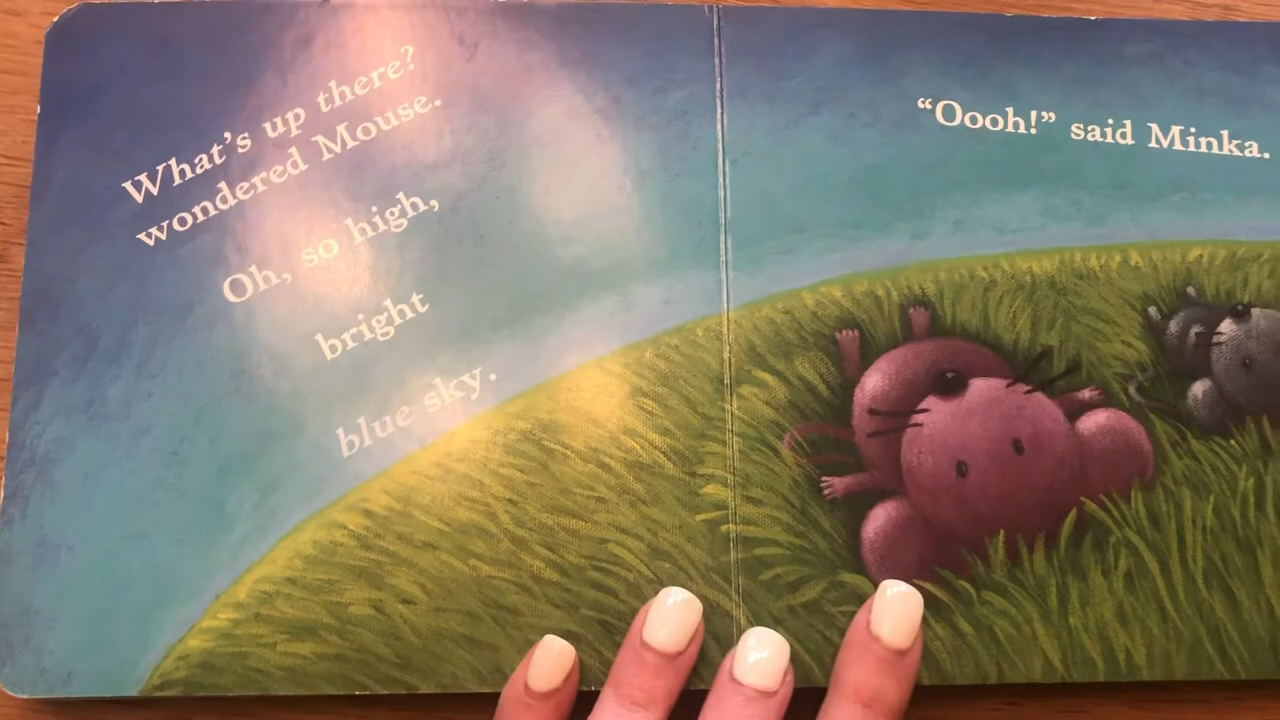 What's up there?
wondered Mouse.
Oh, so high,
bright
blue sky.
“Oooh!” said Minka.